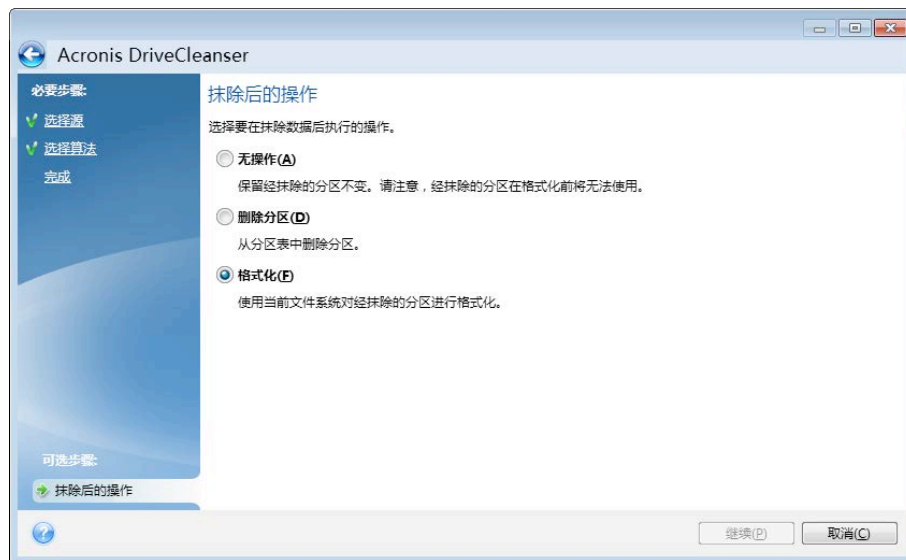 Acronis DriveCleanser
必要步骤:
选择源
选择算法
完成
可选步骤:
抹除后的操作
抹除后的操作
选择要在抹除数据后执行的操作。
无操作(A)
保留经抹除的分区不变。请注意，经抹除的分区在格式化前将无法使用。
删除分区(D)
从分区表中删除分区。
格式化(F)
使用当前文件系统对经抹除的分区进行格式化。
继续(P)
取消(C)